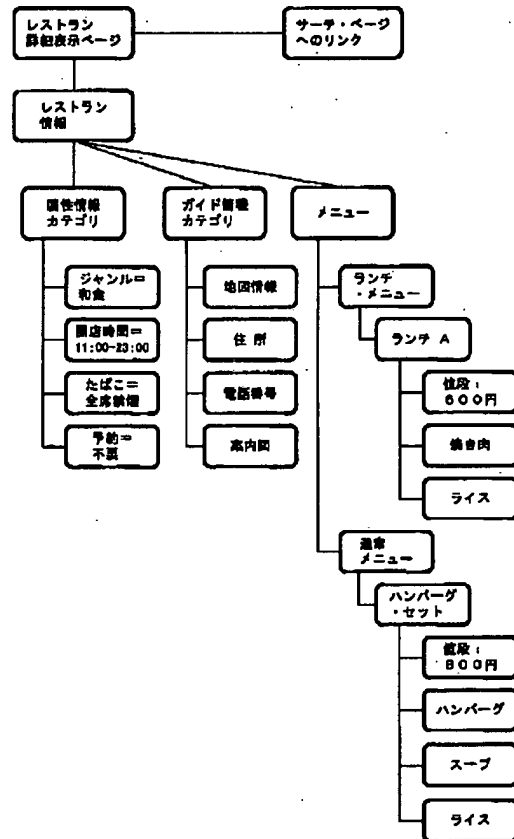 レストラン
詳細表示ページ
サーチ・ページ
へのリンク
レストラン
情報
属性情報
カテゴリ
ガイド情報
カテゴリ
メニュー
ジャンル＝
和食
開店時間＝
11:00-23:00
たばこ＝
全席禁煙
予約＝
不要
地図情報
住所
電話番号
案内図
ランチ
・メニュー
ランチ A
値段：
600円
焼き肉
ライス
通常
メニュー
ハンバーグ
・セット
値段：
800円
ハンバーグ
スープ
ライス